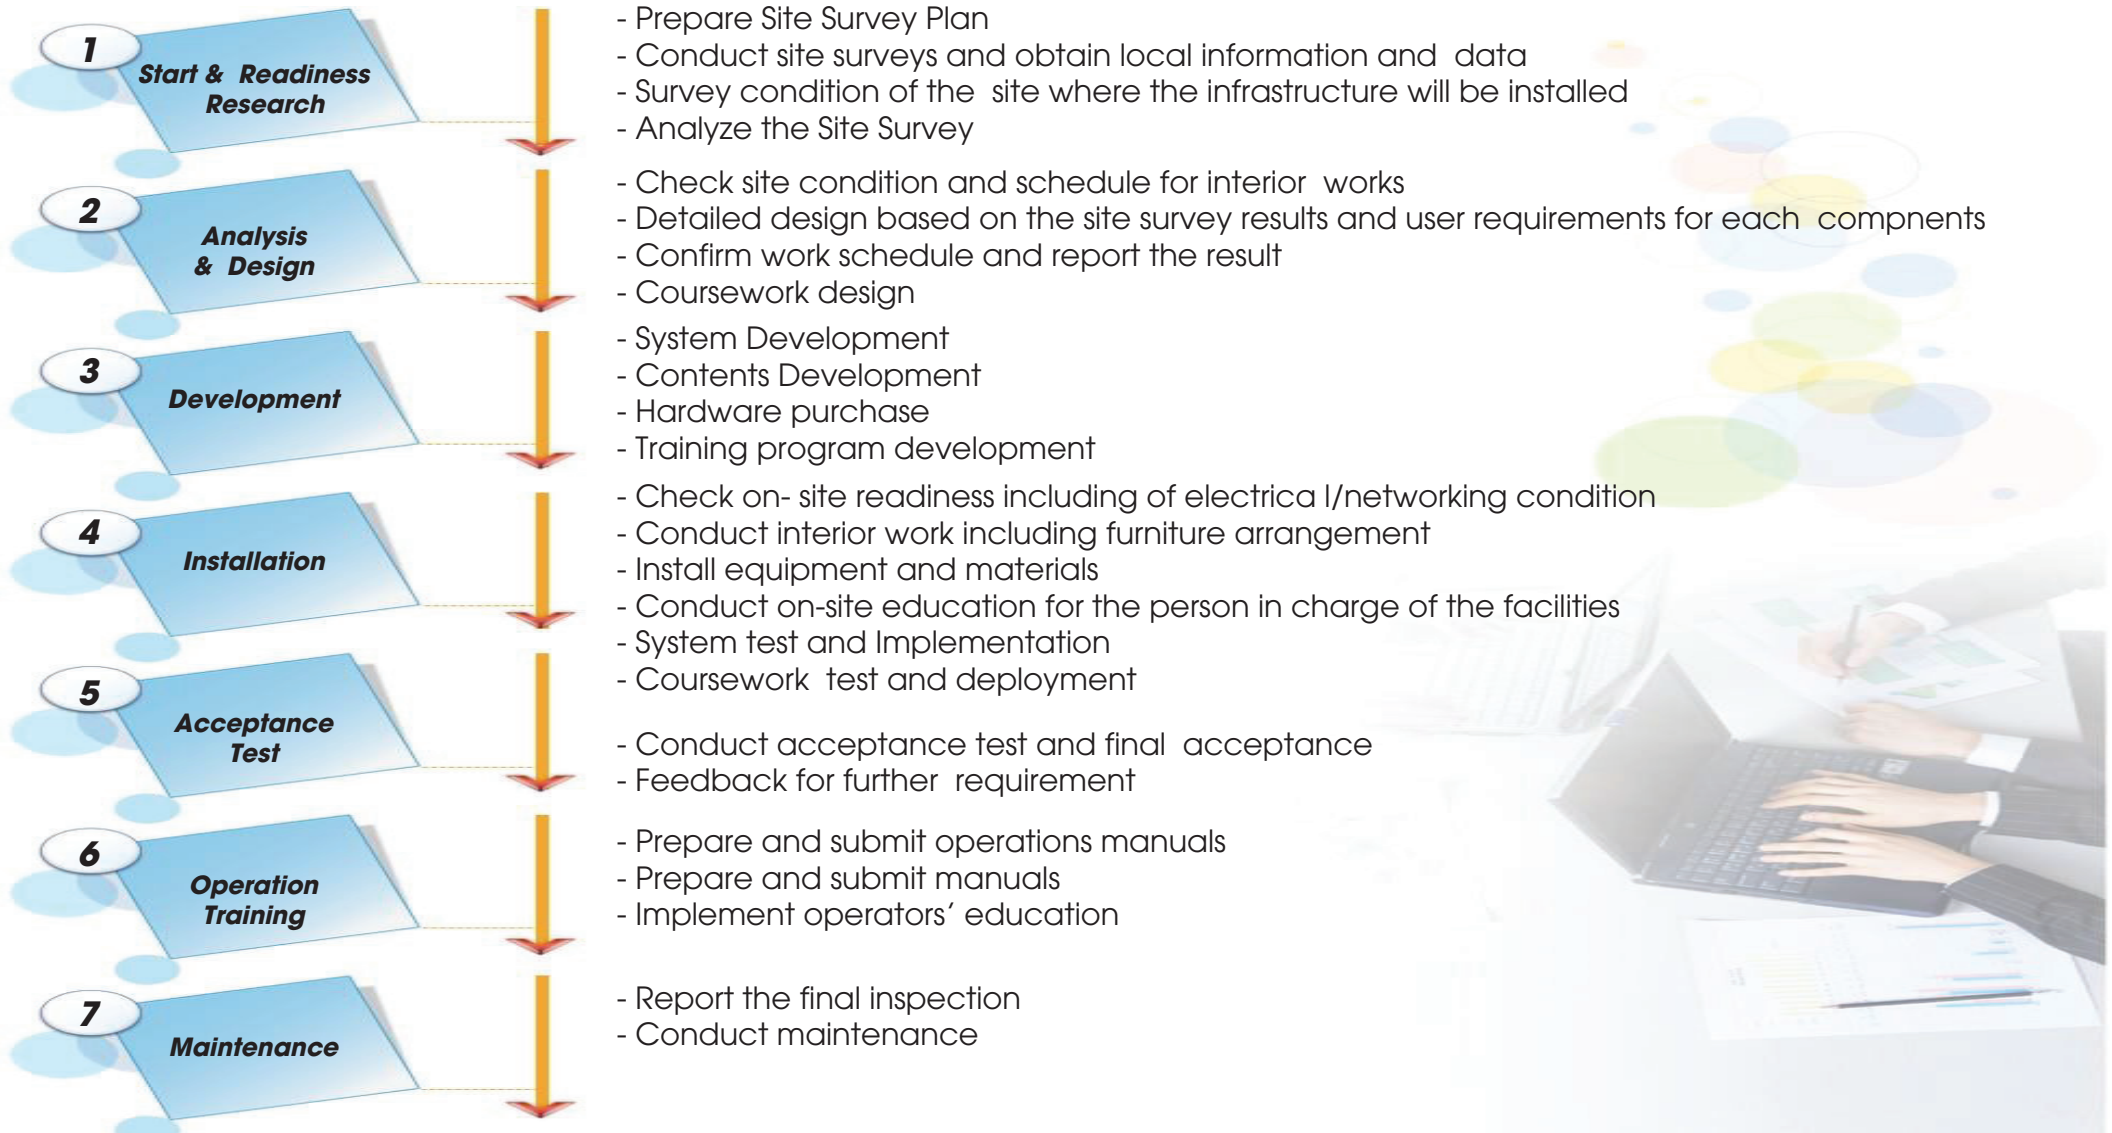 1
Start & Readiness
Research
- Prepare Site Survey Plan
- Conduct site surveys and obtain local information and data
- Survey condition of the site where the infrastructure will be installed
- Analyze the Site Survey
2
Analysis
& Design
- Check site condition and schedule for interior works
- Detailed design based on the site survey results and user requirements for each compnents
- Confirm work schedule and report the result
- Coursework design
3
Development
- System Development
- Contents Development
- Hardware purchase
- Training program development
4
Installation
- Check on- site readiness including of electrica l/networking condition
- Conduct interior work including furniture arrangement
- Install equipment and materials
- Conduct on-site education for the person in charge of the facilities
- System test and Implementation
- Coursework test and deployment
5
Acceptance
Test
- Conduct acceptance test and final acceptance
- Feedback for further requirement
6
Operation
Training
- Prepare and submit operations manuals
- Prepare and submit manuals
- Implement operators’ education
7
Maintenance
- Report the final inspection
- Conduct maintenance